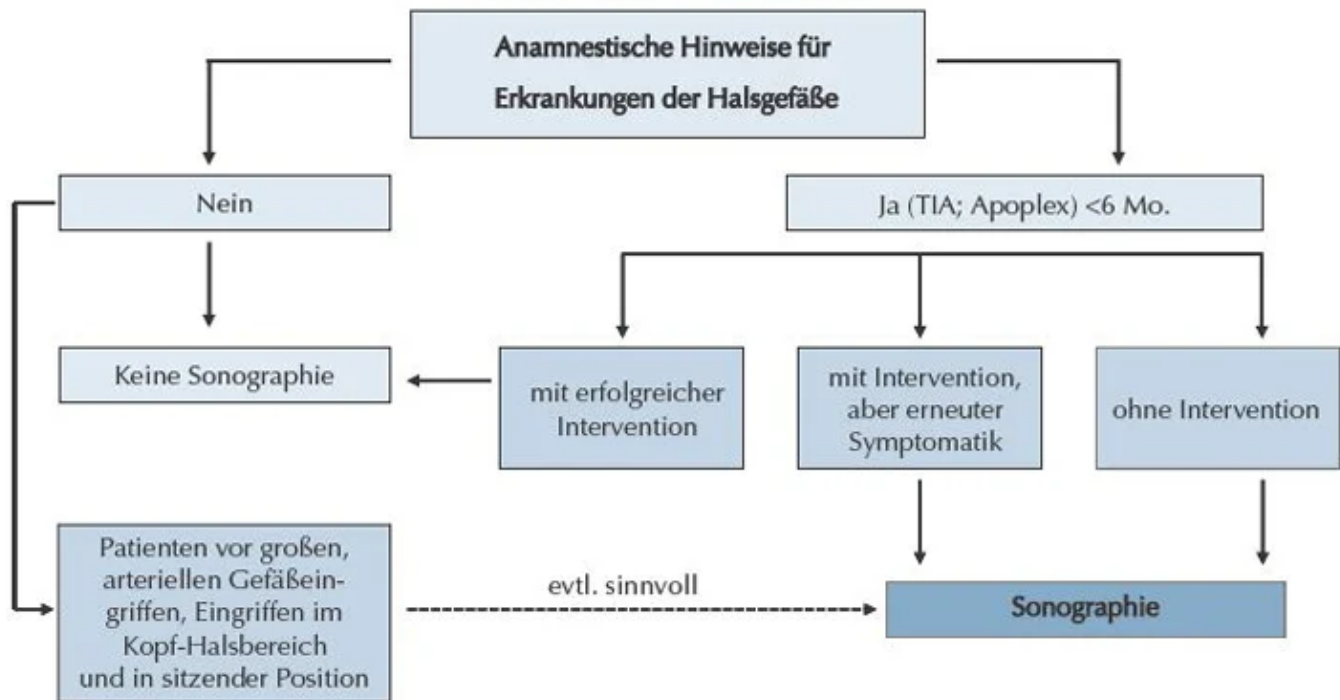 Anamnestische Hinweise für
Erkrankungen der Halsgefäße
Nein
Ja (TIA; Apoplex) <6 Mo.
Keine Sonographie
mit erfolgreicher
Intervention
mit Intervention,
aber erneuter
Symptomatik
ohne Intervention
Patienten vor großen,
arteriellen Gefäßein-
griffen, Eingriffen im
Kopf-Halsbereich
und in sitzender Position
evtl. sinnvoll
Sonographie